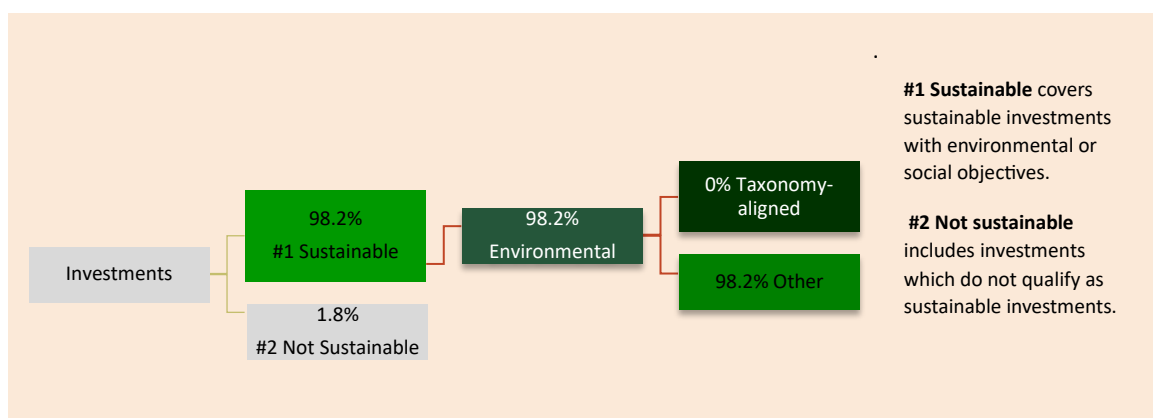 .
#1 Sustainable covers
sustainable investments
with environmental or
social objectives.
#2 Not sustainable
includes investments
which do not qualify as
sustainable investments.
Investments
98.2%
#1 Sustainable
1.8%
#2 Not Sustainable
98.2%
Environmental
0% Taxonomy-
aligned
98.2% Other